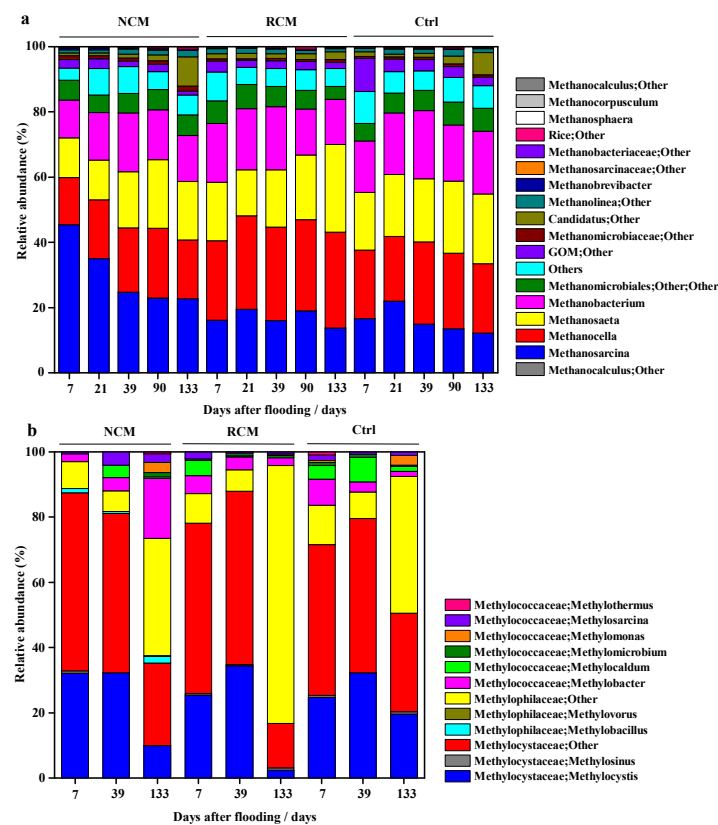 a
NCM RCM Ctrl
100
80
60
40
20
0
Relative abundance (%)
7 21 39 90 133 7 21 39 90 133 7 21 39 90 133
Days after flooding / days
Methanocalculus;Other
Methanocorpusculum
Methanosphaera
Rice;Other
Methanobacteriaceae;Other
Methanosarcinaceae;Other
Methanobrevibacter
Methanolinea;Other
Candidatus;Other
Methanomicrobiaceae;Other
GOM;Other
Others
Methanomicrobiales;Other;Other
Methanobacterium
Methanosaeta
Methanocella
Methanosarcina
Methanocalculus;Other
b
NCM RCM Ctrl
100
80
60
40
20
0
Relative abundance (%)
7 39 133 7 39 133 7 39 133
Days after flooding / days
Methylococcaceae;Methylothermus
Methylococcaceae;Methylosarcina
Methylococcaceae;Methylomonas
Methylococcaceae;Methylomicrobium
Methylococcaceae;Methylocaldum
Methylococcaceae;Methylobacter
Methylophilaceae;Other
Methylophilaceae;Methylovorus
Methylophilaceae;Methylobacillus
Methylocystaceae;Other
Methylocystaceae;Methylosinus
Methylocystaceae;Methylocystis